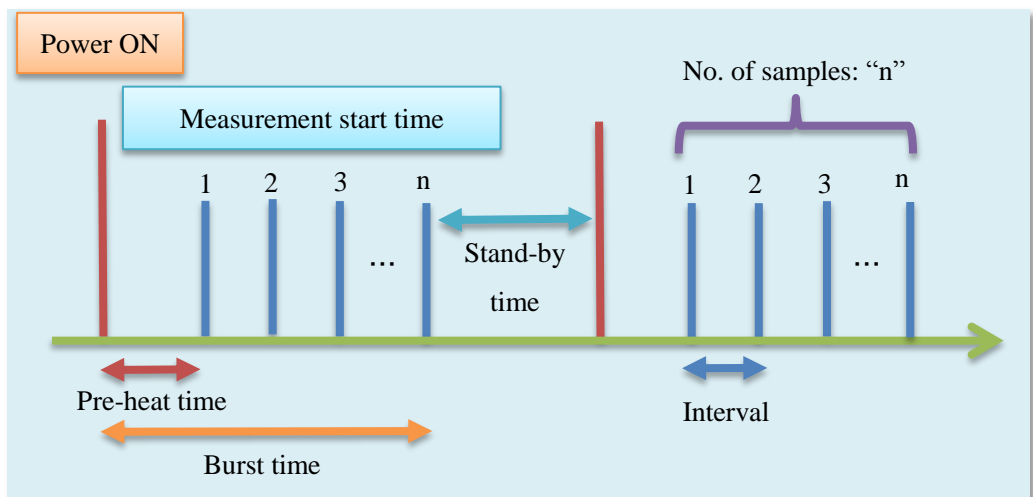 Power ON
No. of samples: “n”
Measurement start time
1 2 3 n
1 2 3 n
... Stand-by time ...
Pre-heat time
Interval
Burst time